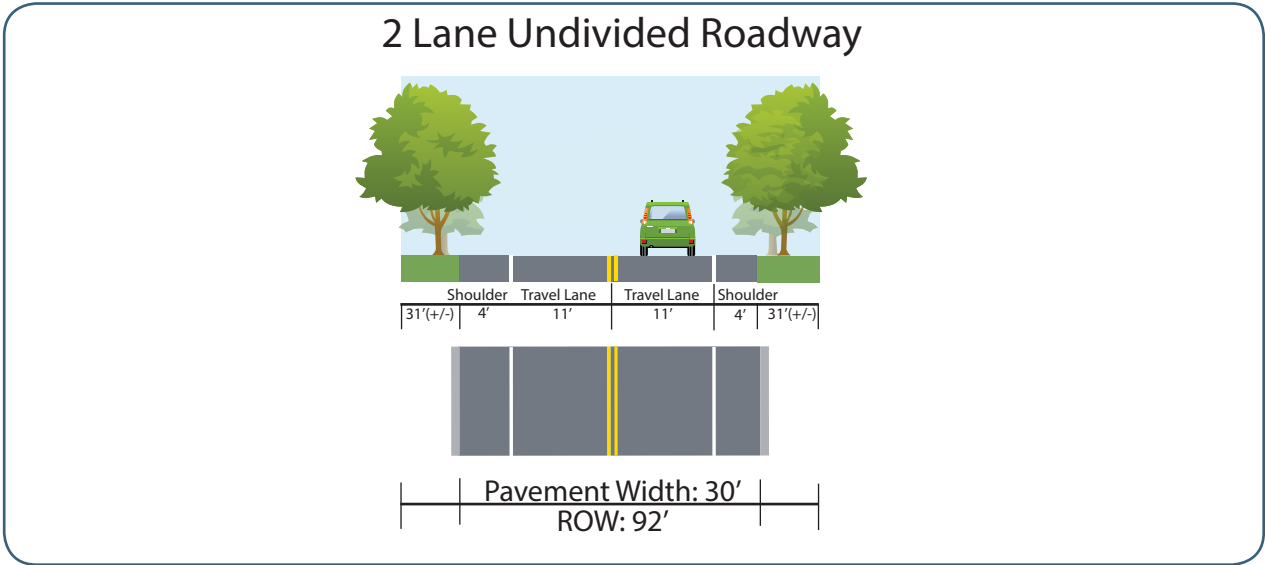 2 Lane Undivided Roadway
Shoulder Travel Lane Travel Lane Shoulder
31’(+/-) 4’ 11’ 11’ 4’ 31’(+/-)
Pavement Width: 30’
ROW: 92’